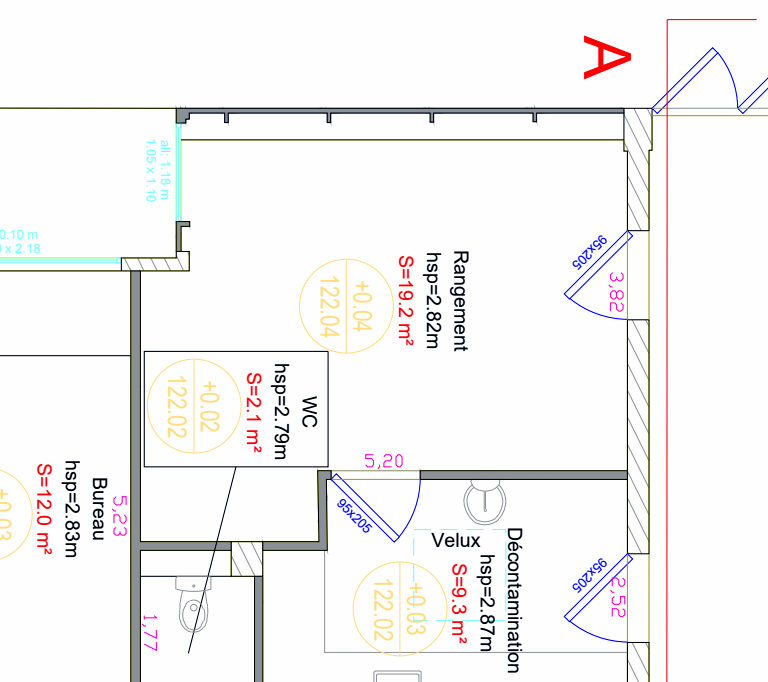 A
all: 1.18 m
1.05 x 1.10
0.10 m
x 2.18
95x205
3,82
Rangement
hsp=2.82m
S=19.2 m²
+0.04
122.04
WC
hsp=2.79m
S=2.1 m²
+0.02
122.02
5,20
95x205
Bureau
hsp=2.83m
S=12.0 m²
+0.03
5,23
Velux
Décontamination
hsp=2.87m
S=9.3 m²
+0.03
122.02
95x205
2,52
1,77